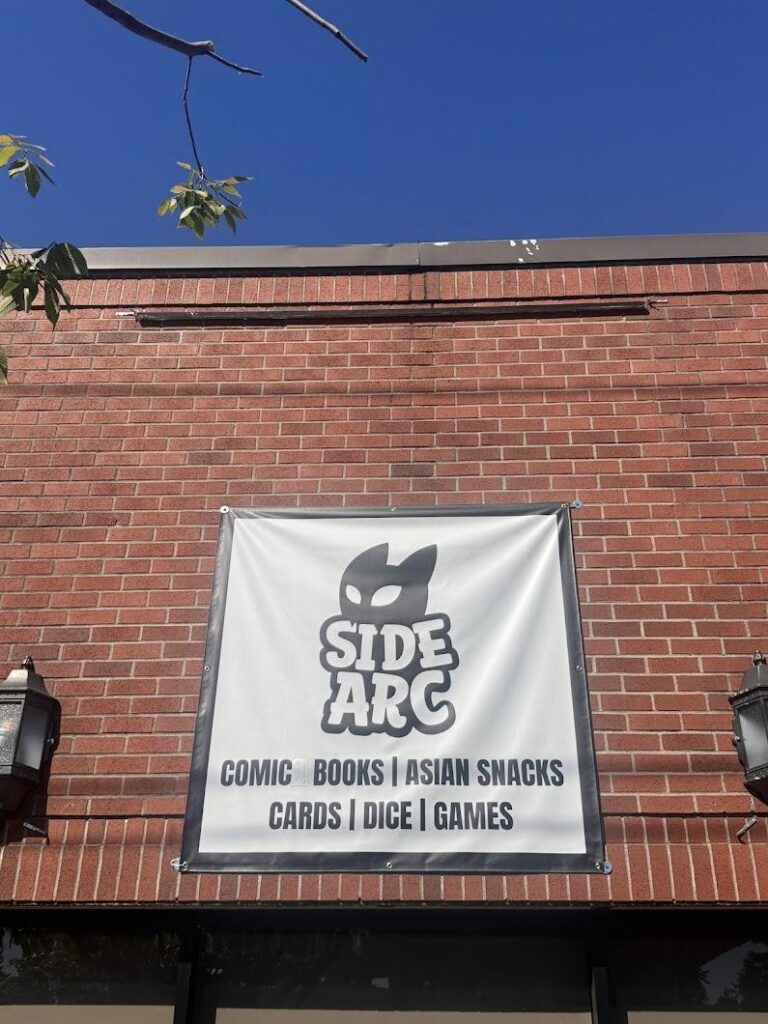 SIDE
ARC
COMIC BOOKS | ASIAN SNACKS
CARDS | DICE | GAMES